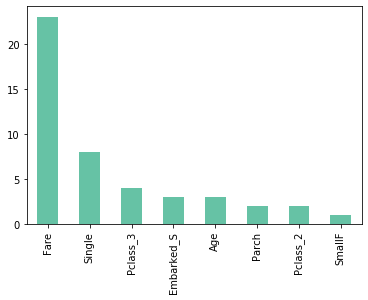 20
15
10
5
0
Fare
Single
Pclass_3
Embarked_S
Age
Parch
Pclass_2
SmallF